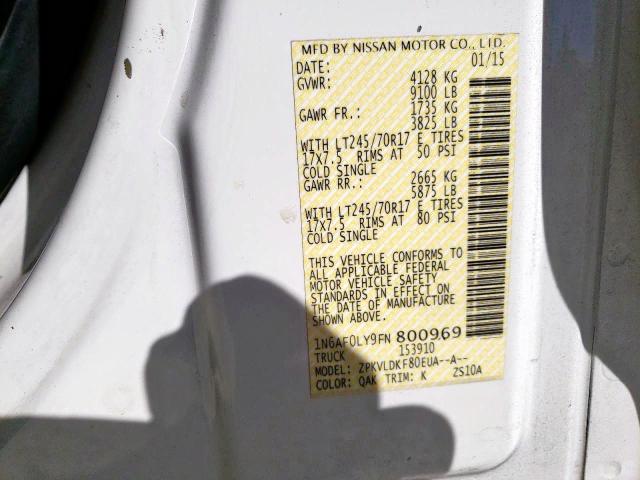 MFD BY NISSAN MOTOR CO., LTD.
DATE: 01/15
GVWR: 4128 KG
9100 LB
GAWR FR.: 1735 KG
3825 LB
WITH LT245/70R17 E TIRES
17X7.5 RIMS AT 50 PSI
COLD SINGLE
GAWR RR.: 2665 KG
5875 LB
WITH LT245/70R17 E TIRES
17X7.5 RIMS AT 80 PSI
COLD SINGLE
THIS VEHICLE CONFORMS TO
ALL APPLICABLE FEDERAL
MOTOR VEHICLE SAFETY
STANDARDS IN EFFECT ON
THE DATE OF MANUFACTURE
SHOWN ABOVE.
1N6AF0LY9FN 800969
TRUCK 153910
MODEL: ZPKVLDKF80EUA--A--
COLOR: QAK TRIM: K ZS10A